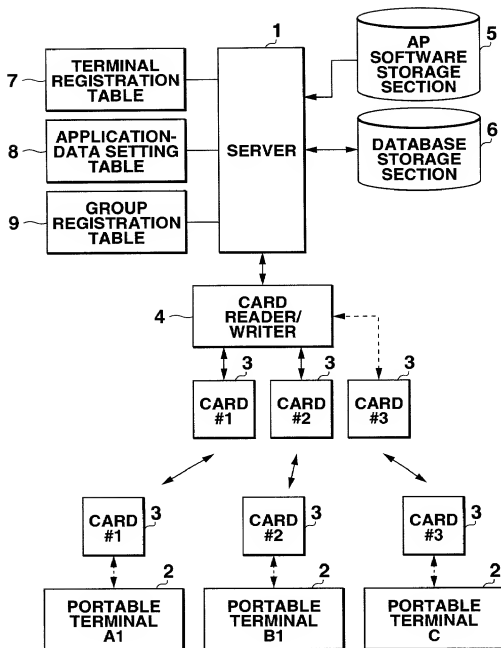 1
5
AP
SOFTWARE
STORAGE
SECTION
7
TERMINAL
REGISTRATION
TABLE
6
DATABASE
STORAGE
SECTION
8
APPLICATION-
DATA SETTING
TABLE
SERVER
9
GROUP
REGISTRATION
TABLE
4
CARD
READER/
WRITER
3
CARD
#1
3
CARD
#2
3
CARD
#3
CARD
#1
3
CARD
#2
3
CARD
#3
3
2
PORTABLE
TERMINAL
A1
2
PORTABLE
TERMINAL
B1
2
PORTABLE
TERMINAL
C